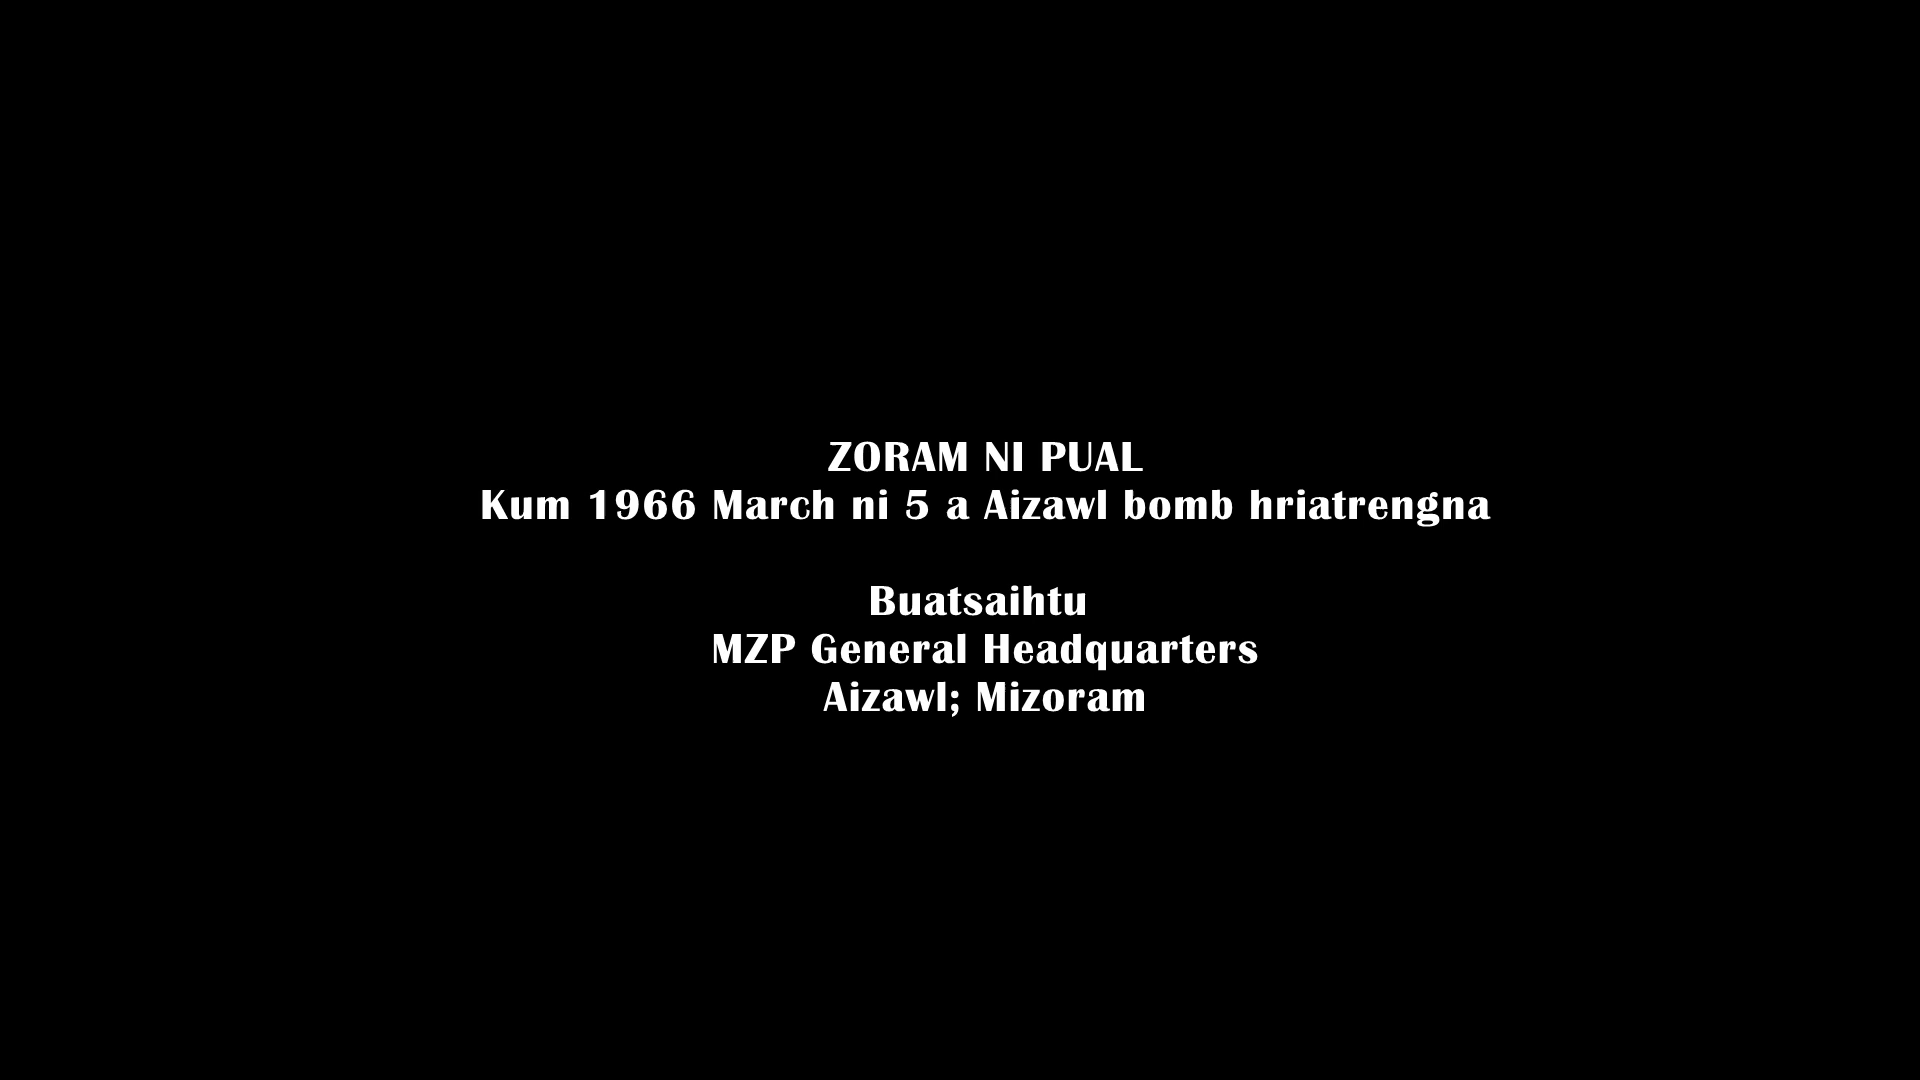 ZORAM NI PUAL
Kum 1966 March ni 5 a Aizawl bomb hriatrengna
Buatsaihtu
MZP General Headquarters
Aizawl; Mizoram